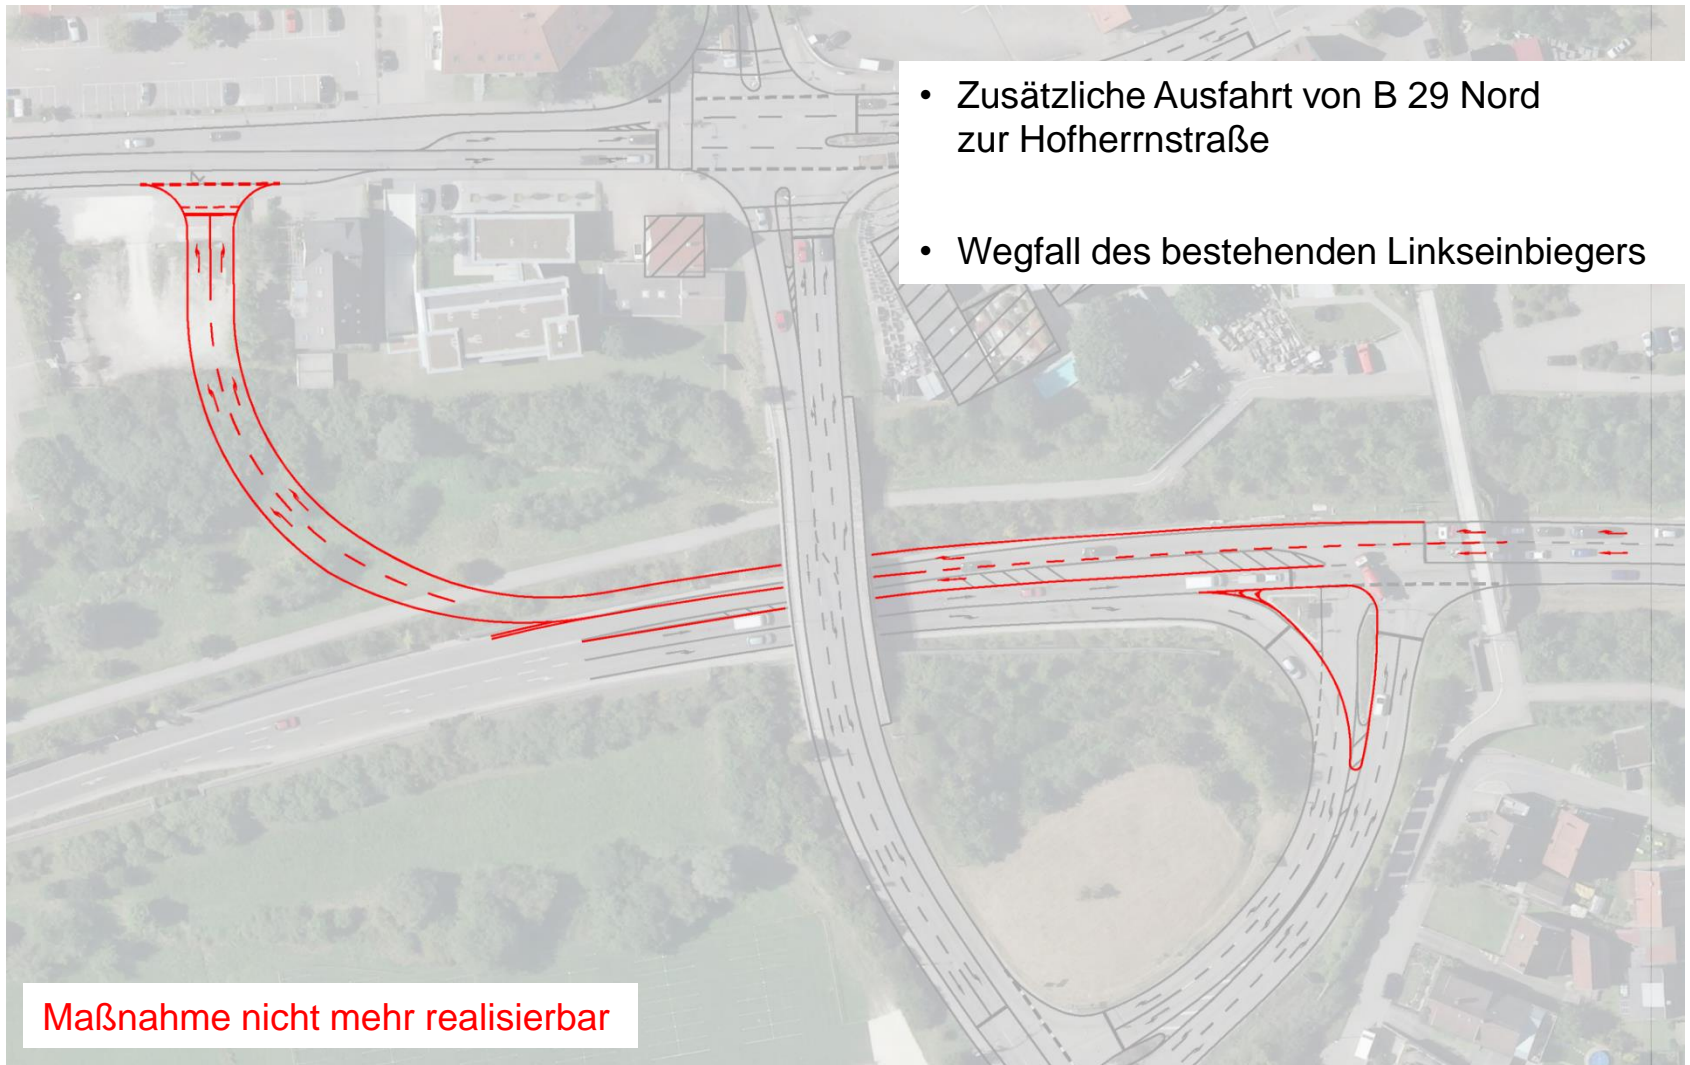 • Zusätzliche Ausfahrt von B 29 Nord
zur Hofherrnstraße
• Wegfall des bestehenden Linkseinbiegers
Maßnahme nicht mehr realisierbar